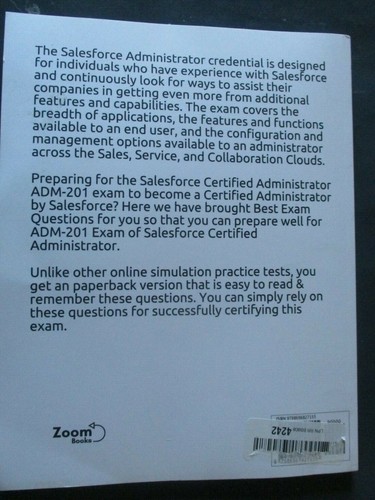 The Salesforce Administrator credential is designed
for individuals who have experience with Salesforce
and continuously look for ways to assist their
companies in getting even more from additional
features and capabilities. The exam covers the
breadth of applications, the features and functions
available to an end user, and the configuration and
management options available to an administrator
across the Sales, Service, and Collaboration Clouds.
Preparing for the Salesforce Certified Administrator
ADM-201 exam to become a Certified Administrator
by Salesforce? Here we have brought Best Exam
Questions for you so that you can prepare well for
ADM-201 Exam of Salesforce Certified
Administrator.
Unlike other online simulation practice tests, you
get an paperback version that is easy to read &
remember these questions. You can simply rely on
these questions for successfully certifying this
exam.
Zoom
Books
4242